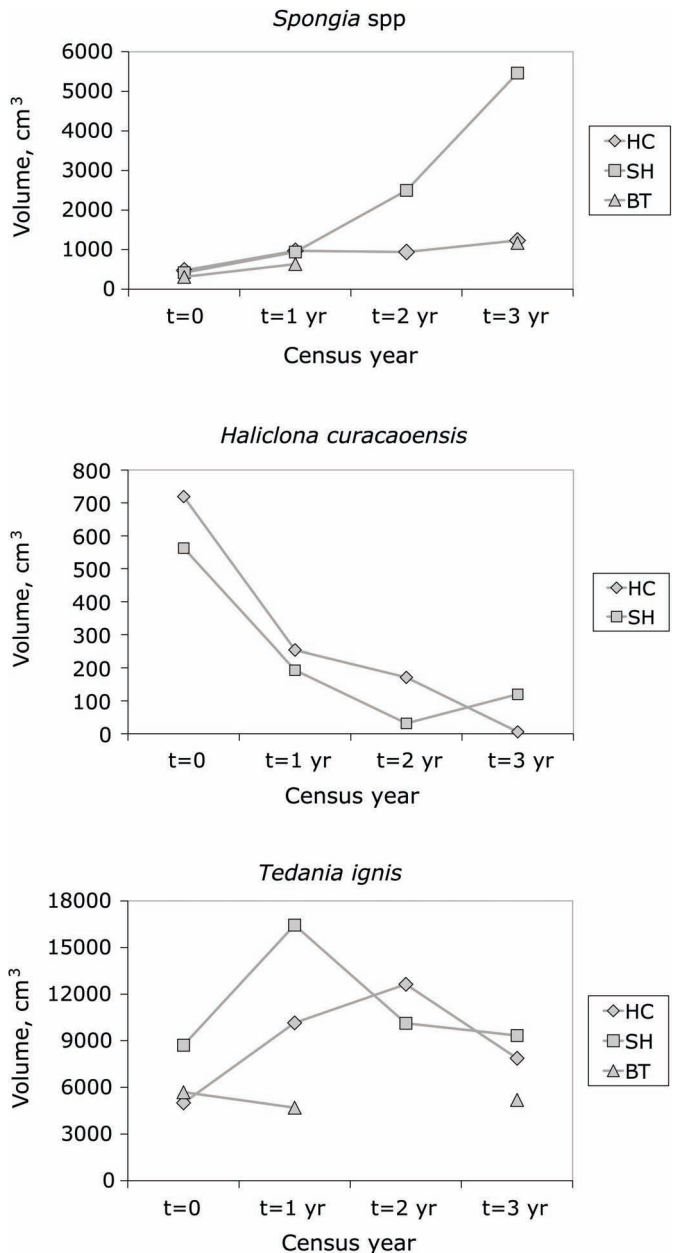 Spongia spp
6000
5000
4000
3000
2000
1000
0
Volume, cm³
t=0 t=1 yr t=2 yr t=3 yr
Census year
HC
SH
BT
Haliclona curacaoensis
800
700
600
500
400
300
200
100
0
Volume, cm³
t=0 t=1 yr t=2 yr t=3 yr
Census year
HC
SH
Tedania ignis
18000
15000
12000
9000
6000
3000
0
Volume, cm³
t=0 t=1 yr t=2 yr t=3 yr
Census year
HC
SH
BT